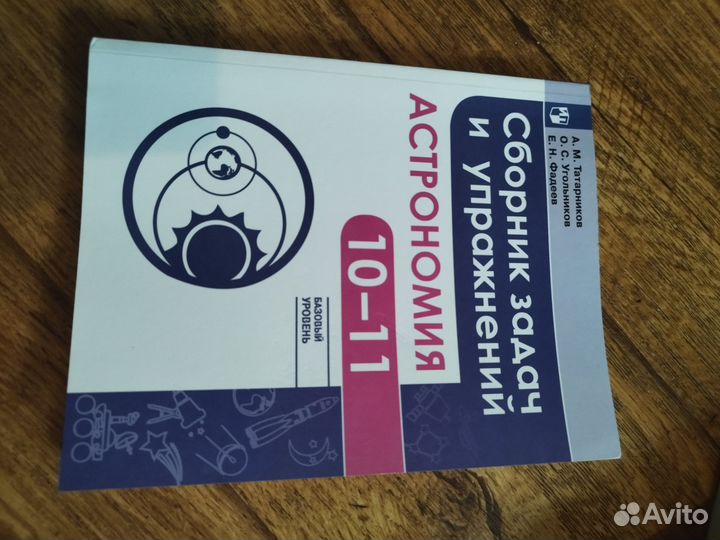 А. М. Татарников
О. С. Угольников
Е. Н. Фадеев
Сборник задач
и упражнений
АСТРОНОМИЯ
10–11
БАЗОВЫЙ
УРОВЕНЬ
Avito